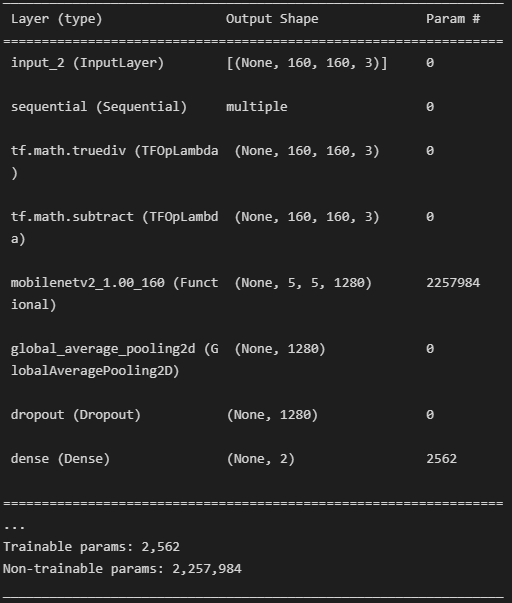 Layer (type) Output Shape Param #
=================================================================
input_2 (InputLayer) [(None, 160, 160, 3)] 0
sequential (Sequential) multiple 0
tf.math.truediv (TFOpLambda (None, 160, 160, 3) 0
)
tf.math.subtract (TFOpLambd (None, 160, 160, 3) 0
a)
mobilenetv2_1.00_160 (Funct (None, 5, 5, 1280) 2257984
ional)
global_average_pooling2d (G (None, 1280) 0
lobalAveragePooling2D)
dropout (Dropout) (None, 1280) 0
dense (Dense) (None, 2) 2562
=================================================================
...
Trainable params: 2,562
Non-trainable params: 2,257,984